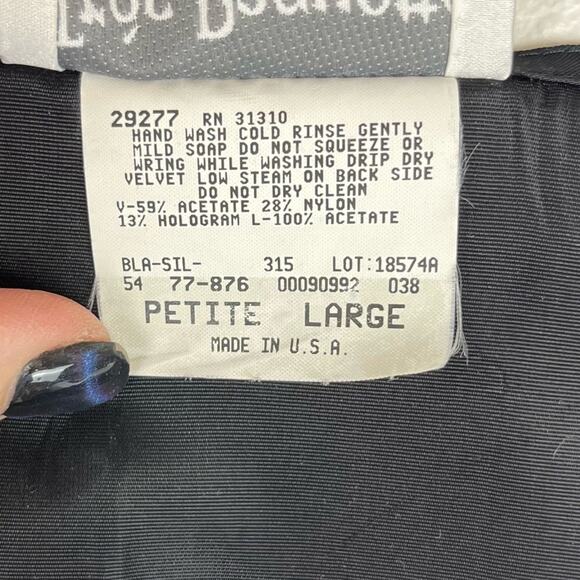 29277 RN 31310
HAND WASH COLD RINSE GENTLY
MILD SOAP DO NOT SQUEEZE OR
WRING WHILE WASHING DRIP DRY
VELVET LOW STEAM ON BACK SIDE
DO NOT DRY CLEAN
V-59% ACETATE 28% NYLON
13% HOLOGRAM L-100% ACETATE
BLA-SIL- 315 LOT:18574A
54 77-876 00090992 038
PETITE LARGE
MADE IN U.S.A.